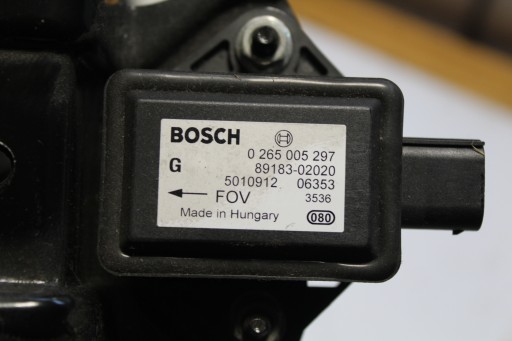 BOSCH
0 265 005 297
G 89183-02020
5010912 06353
FOV 3536
Made in Hungary 080